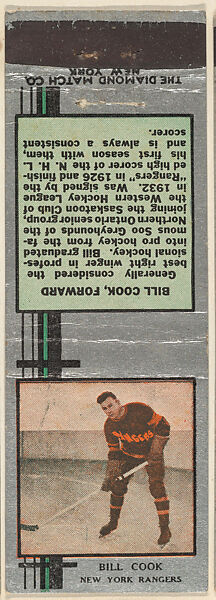 THE DIAMOND MATCH CO.
NEW YORK
BILL COOK, FORWARD
Generally considered the
best right winger in profes-
sional hockey. Bill graduated
into pro hockey from the fa-
mous Soo Greyhounds of the
Northern Ontario senior group,
joining the Saskatoon Club of
the Western Hockey League
in 1932. Was signed by the
"Rangers" in 1926 and finish-
ed high scorer of the N. H. L.
his first season with them,
and is always a consistent
scorer.
RANGERS
BILL COOK
NEW YORK RANGERS